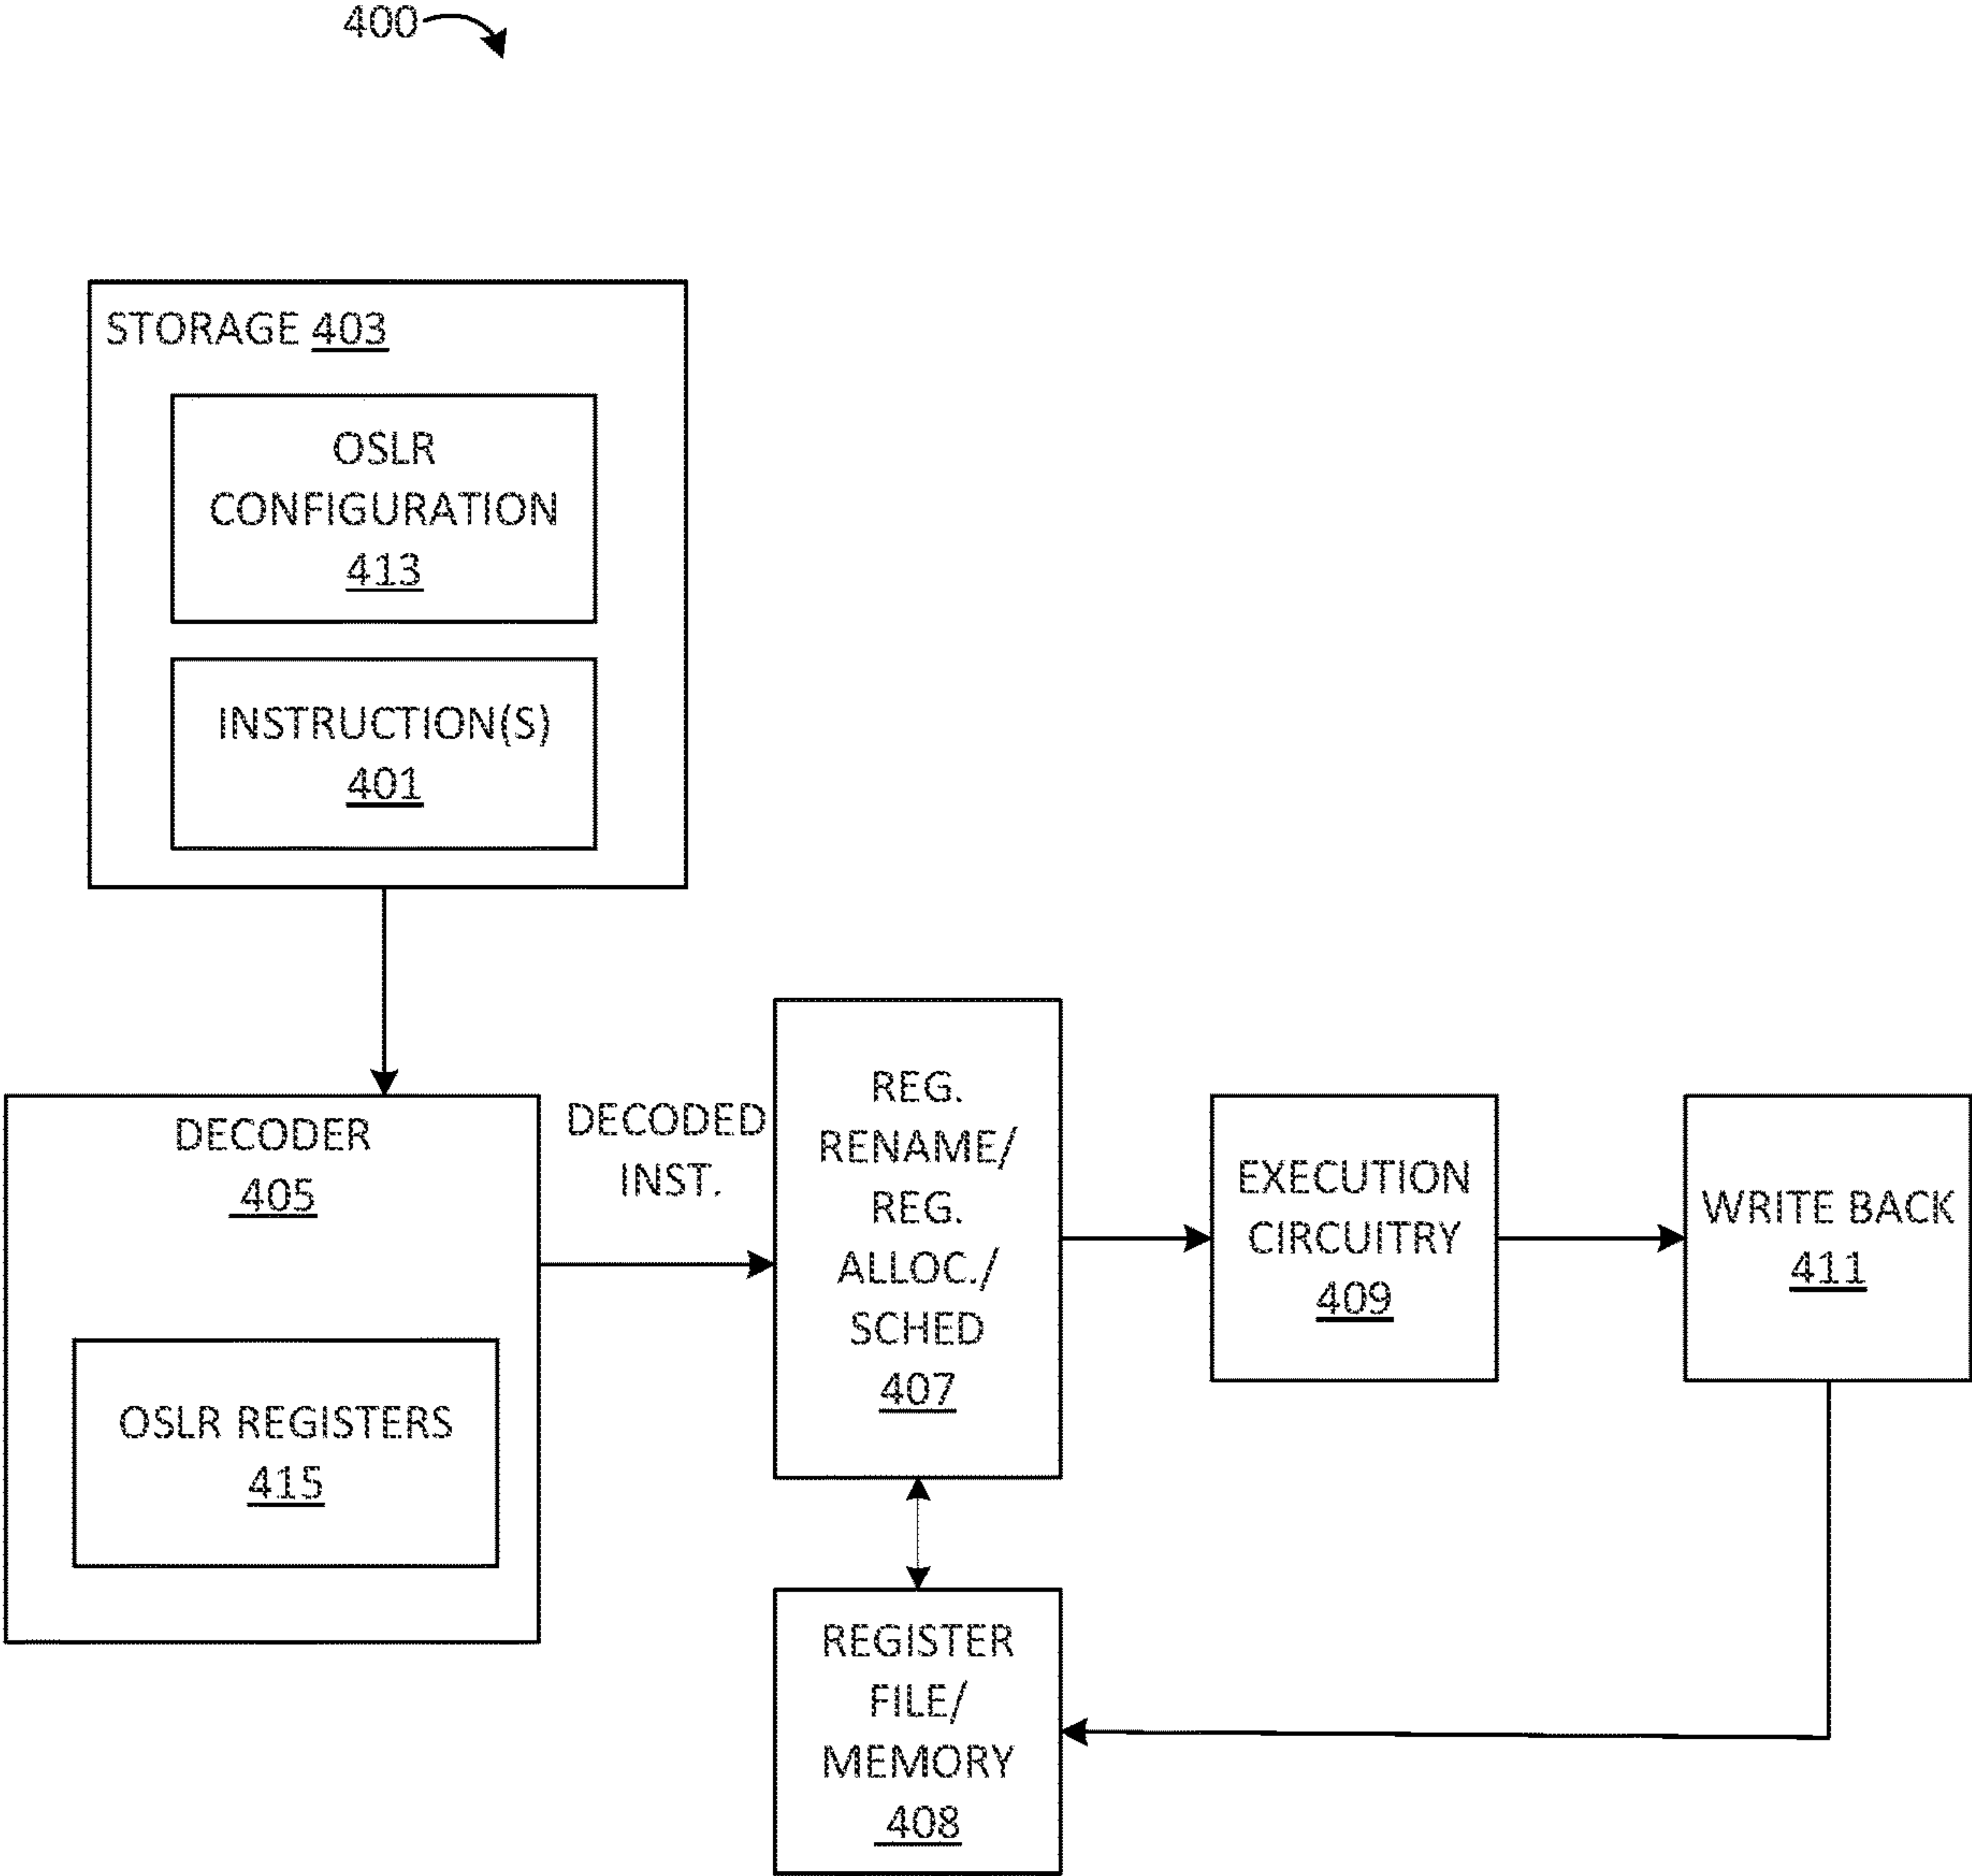 400
STORAGE 403
OSLR
CONFIGURATION
413
INSTRUCTION(S)
401
DECODER
405
OSLR REGISTERS
415
DECODED
INST.
REG.
RENAME/
REG.
ALLOC./
SCHED
407
EXECUTION
CIRCUITRY
409
WRITE BACK
411
REGISTER
FILE/
MEMORY
408